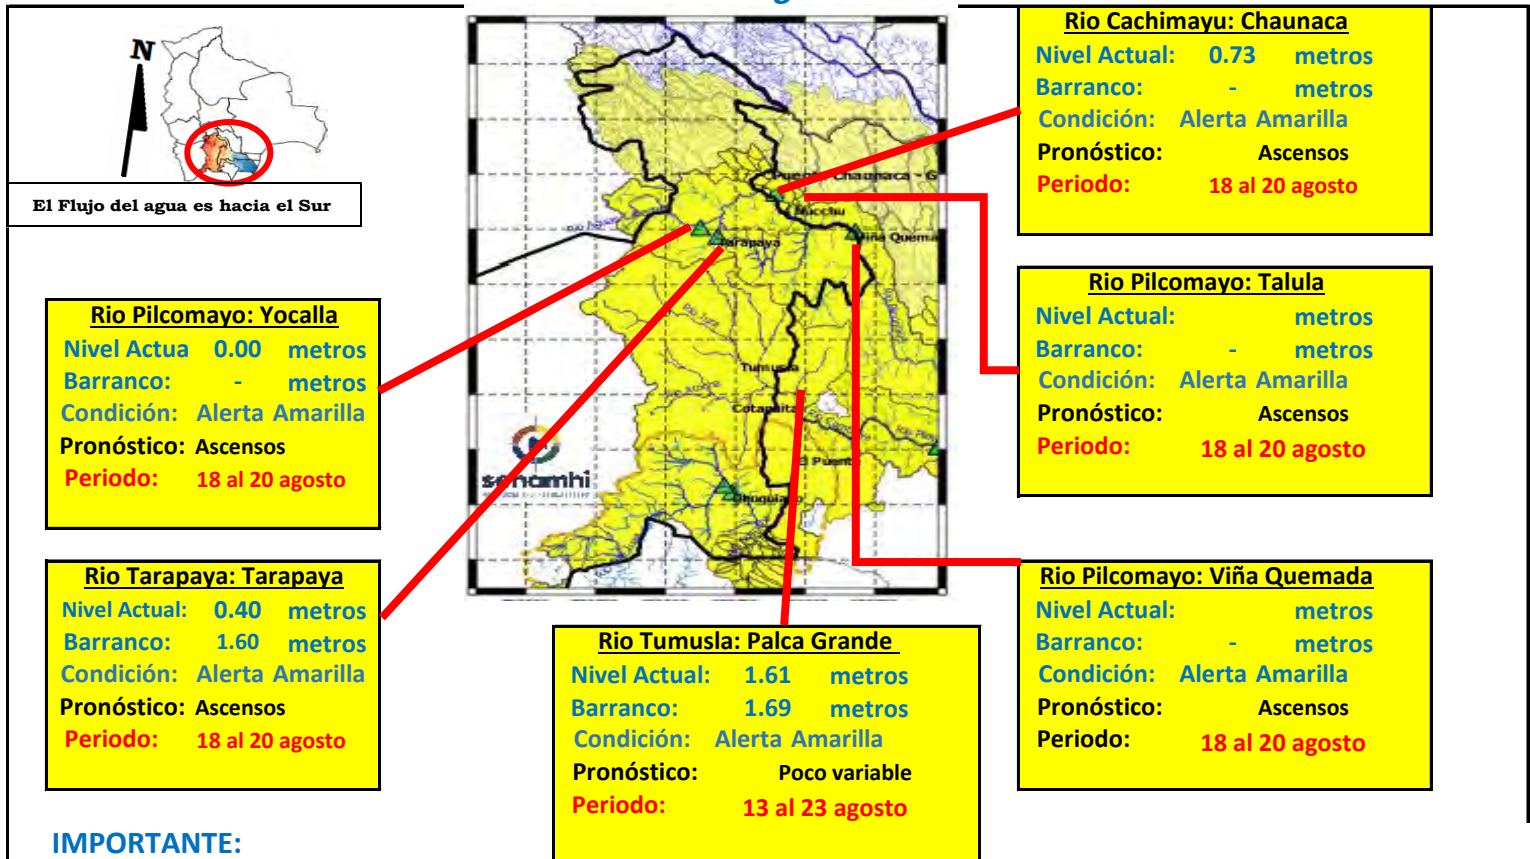 N
El Flujo del agua es hacia el Sur
Rio Cachimayu: Chaunaca
Nivel Actual: 0.73 metros
Barranco: - metros
Condición: Alerta Amarilla
Pronóstico: Ascensos
Periodo: 18 al 20 agosto
Rio Pilcomayo: Talula
Nivel Actual: metros
Barranco: - metros
Condición: Alerta Amarilla
Pronóstico: Ascensos
Periodo: 18 al 20 agosto
Rio Pilcomayo: Yocalla
Nivel Actua 0.00 metros
Barranco: - metros
Condición: Alerta Amarilla
Pronóstico: Ascensos
Periodo: 18 al 20 agosto
Rio Tarapaya: Tarapaya
Nivel Actual: 0.40 metros
Barranco: 1.60 metros
Condición: Alerta Amarilla
Pronóstico: Ascensos
Periodo: 18 al 20 agosto
Puente Chaunaca - G
Tarapaya
Viña Quema
Tumusla
Cotagaita
El Puente
senamhi
Rio Tumusla: Palca Grande
Nivel Actual: 1.61 metros
Barranco: 1.69 metros
Condición: Alerta Amarilla
Pronóstico: Poco variable
Periodo: 13 al 23 agosto
Rio Pilcomayo: Viña Quemada
Nivel Actual: metros
Barranco: - metros
Condición: Alerta Amarilla
Pronóstico: Ascensos
Periodo: 18 al 20 agosto
IMPORTANTE: